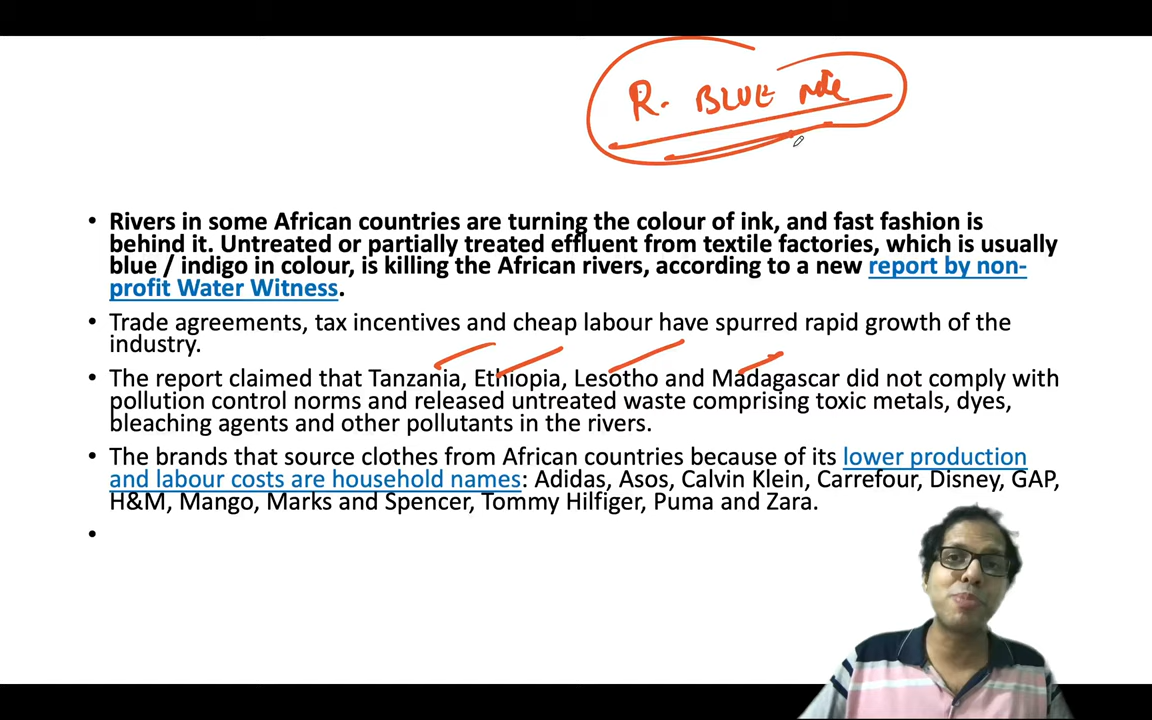 R. BLUE
• Rivers in some African countries are turning the colour of ink, and fast fashion is
behind it. Untreated or partially treated effluent from textile factories, which is usually
blue / indigo in colour, is killing the African rivers, according to a new report by non-
profit Water Witness.
• Trade agreements, tax incentives and cheap labour have spurred rapid growth of the
industry.
• The report claimed that Tanzania, Ethiopia, Lesotho and Madagascar did not comply with
pollution control norms and released untreated waste comprising toxic metals, dyes,
bleaching agents and other pollutants in the rivers.
• The brands that source clothes from African countries because of its lower production
and labour costs are household names: Adidas, Asos, Calvin Klein, Carrefour, Disney, GAP,
H&M, Mango, Marks and Spencer, Tommy Hilfiger, Puma and Zara.
•